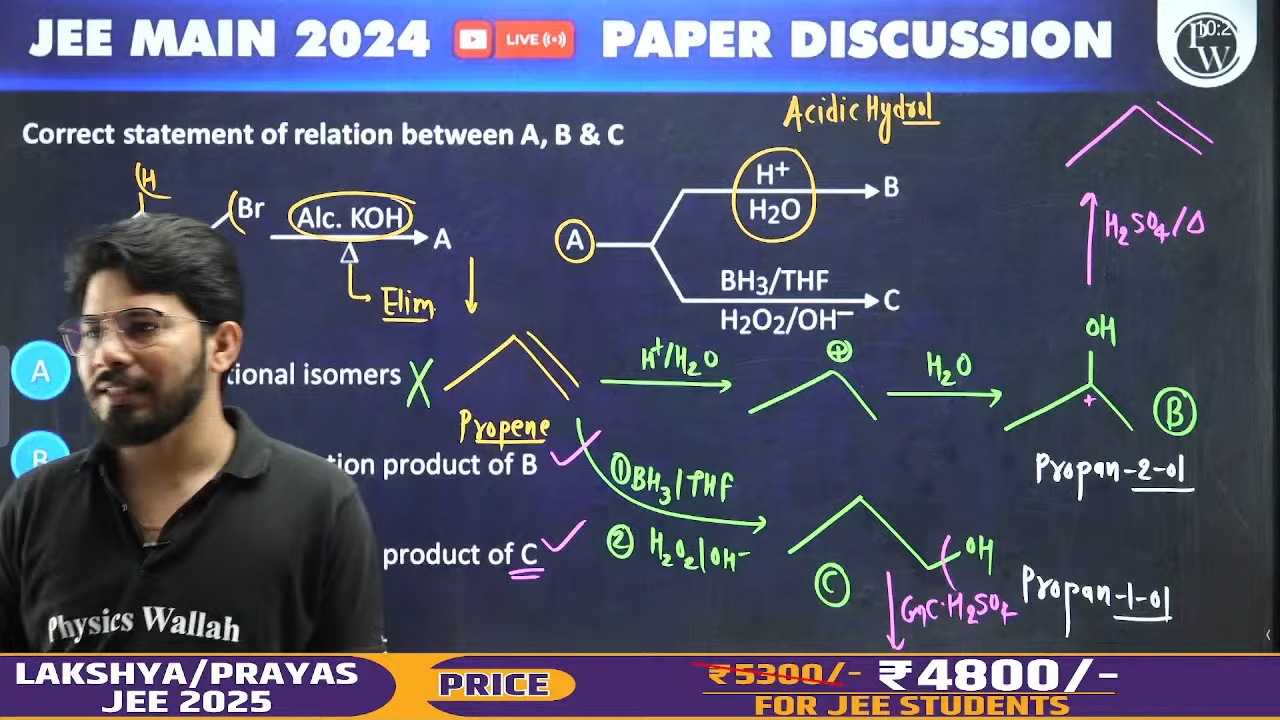 JEE MAIN 2024 LIVE PAPER DISCUSSION
10:2
W
Correct statement of relation between A, B & C
Acidic Hydrol
H
Br
Alc. KOH
Δ
A
Elim.
A
H+
H2O
B
BH3/THF
H2O2/OH–
C
H2SO4/Δ
A
tional isomers X
Propene
H+/H2O
⊕
H2O
OH
+
B
Propan-2-ol
B
tion product of B
① BH3/THF
② H2O2/OH–
product of C
C
OH
Conc. H2SO4
Propan-1-ol
Physics Wallah
LAKSHYA/PRAYAS
JEE 2025
PRICE
₹5300/- ₹4800/-
FOR JEE STUDENTS